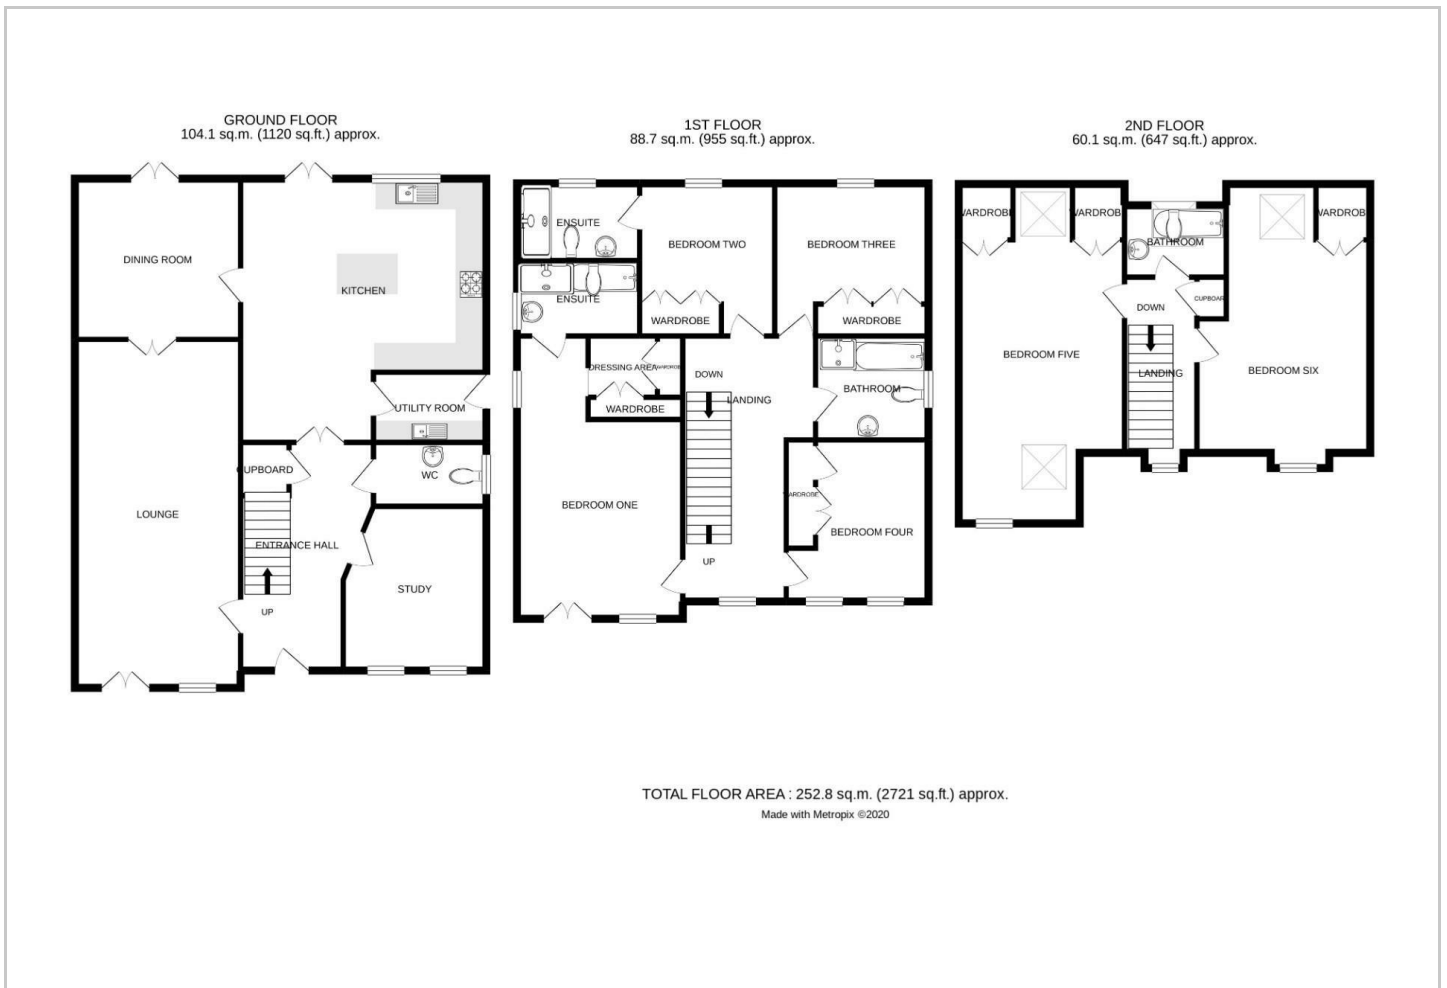 GROUND FLOOR
104.1 sq.m. (1120 sq.ft.) approx.
DINING ROOM
KITCHEN
UTILITY ROOM
CUPBOARD
WC
LOUNGE
ENTRANCE HALL
STUDY
UP
1ST FLOOR
88.7 sq.m. (955 sq.ft.) approx.
ENSUITE
BEDROOM TWO
BEDROOM THREE
ENSUITE
WARDROBE
WARDROBE
DRESSING AREA
WARDROBE
DOWN
BATHROOM
LANDING
WARDROBE
WARDROBE
BEDROOM ONE
BEDROOM FOUR
UP
2ND FLOOR
60.1 sq.m. (647 sq.ft.) approx.
WARDROBE
WARDROBE
WARDROBE
BATHROOM
CUPBOARD
DOWN
BEDROOM FIVE
LANDING
BEDROOM SIX
TOTAL FLOOR AREA : 252.8 sq.m. (2721 sq.ft.) approx.
Made with Metropix ©2020